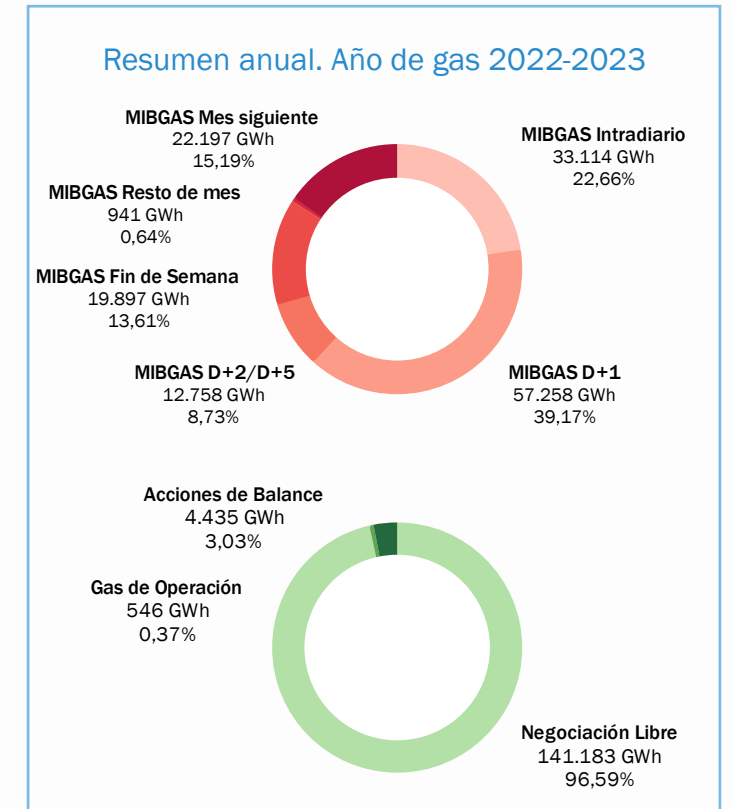 Resumen anual. Año de gas 2022-2023
MIBGAS Mes siguiente
22.197 GWh
15,19%
MIBGAS Intradiario
33.114 GWh
22,66%
MIBGAS Resto de mes
941 GWh
0,64%
MIBGAS Fin de Semana
19.897 GWh
13,61%
MIBGAS D+2/D+5
12.758 GWh
8,73%
MIBGAS D+1
57.258 GWh
39,17%
Acciones de Balance
4.435 GWh
3,03%
Gas de Operación
546 GWh
0,37%
Negociación Libre
141.183 GWh
96,59%